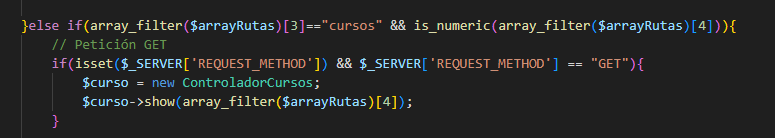 }else if(array_filter($arrayRutas)[3]=="cursos" && is_numeric(array_filter($arrayRutas)[4])){
// Petición GET
if(isset($_SERVER['REQUEST_METHOD']) && $_SERVER['REQUEST_METHOD'] == "GET"){
$curso = new ControladorCursos;
$curso->show(array_filter($arrayRutas)[4]);
}